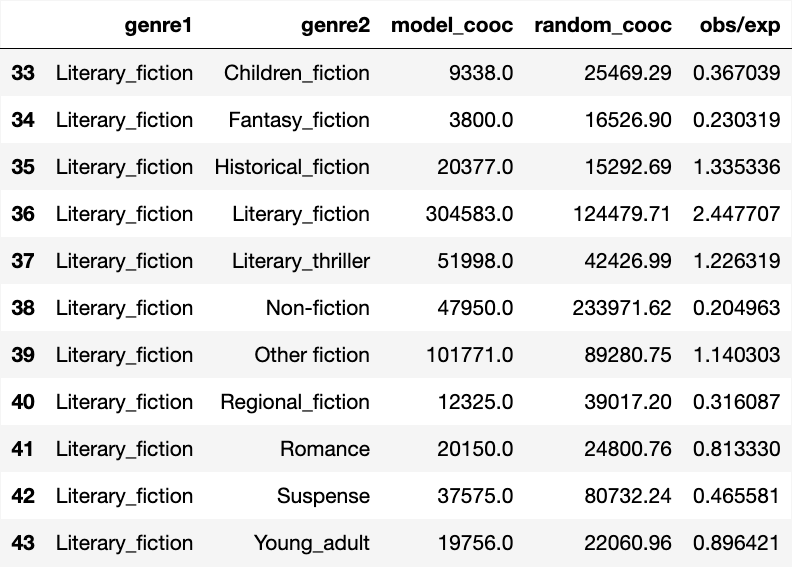 genre1 genre2 model_cooc random_cooc obs/exp
33 Literary_fiction Children_fiction 9338.0 25469.29 0.367039
34 Literary_fiction Fantasy_fiction 3800.0 16526.90 0.230319
35 Literary_fiction Historical_fiction 20377.0 15292.69 1.335336
36 Literary_fiction Literary_fiction 304583.0 124479.71 2.447707
37 Literary_fiction Literary_thriller 51998.0 42426.99 1.226319
38 Literary_fiction Non-fiction 47950.0 233971.62 0.204963
39 Literary_fiction Other fiction 101771.0 89280.75 1.140303
40 Literary_fiction Regional_fiction 12325.0 39017.20 0.316087
41 Literary_fiction Romance 20150.0 24800.76 0.813330
42 Literary_fiction Suspense 37575.0 80732.24 0.465581
43 Literary_fiction Young_adult 19756.0 22060.96 0.896421